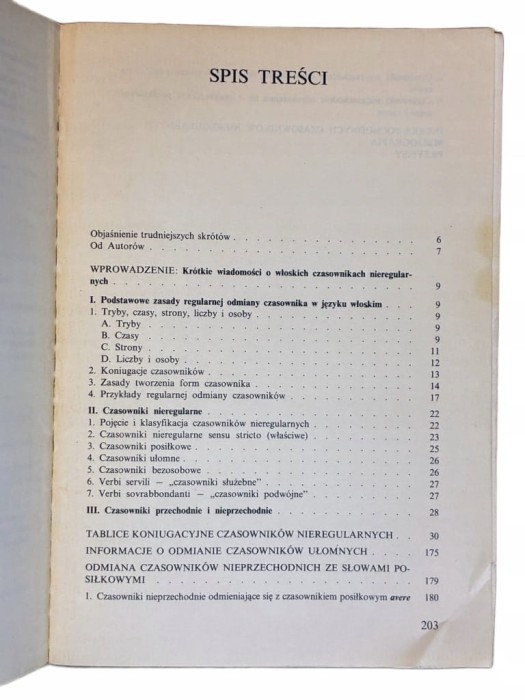 SPIS TREŚCI
Objaśnienie trudniejszych skrótów . . . . . . . . . . . . . . . 6
Od Autorów . . . . . . . . . . . . . . . . . . . . . 7
WPROWADZENIE: Krótkie wiadomości o włoskich czasownikach nieregular-
nych . . . . . . . . . . . . . . . . . . . . . . 9
I. Podstawowe zasady regularnej odmiany czasownika w języku włoskim . . . 9
1. Tryby, czasy, strony, liczby i osoby . . . . . . . . . . . . . 9
A. Tryby . . . . . . . . . . . . . . . . . . . . 9
B. Czasy . . . . . . . . . . . . . . . . . . . . 9
C. Strony . . . . . . . . . . . . . . . . . . . . 11
D. Liczby i osoby . . . . . . . . . . . . . . . . . 12
2. Koniugacje czasowników . . . . . . . . . . . . . . . . 13
3. Zasady tworzenia form czasownika . . . . . . . . . . . . . 14
4. Przykłady regularnej odmiany czasowników . . . . . . . . . . 17
II. Czasowniki nieregularne . . . . . . . . . . . . . . . . 22
1. Pojęcie i klasyfikacja czasowników nieregularnych . . . . . . . . 22
2. Czasowniki nieregularne sensu stricto (właściwe) . . . . . . . . 23
3. Czasowniki posiłkowe . . . . . . . . . . . . . . . . . 25
4. Czasowniki ułomne . . . . . . . . . . . . . . . . . . 26
5. Czasowniki bezosobowe . . . . . . . . . . . . . . . . 26
6. Verbi servili – „czasowniki służebne” . . . . . . . . . . . . 27
7. Verbi sovrabbondanti – „czasowniki podwójne” . . . . . . . . 27
III. Czasowniki przechodnie i nieprzechodnie . . . . . . . . . . . 28
TABLICE KONIUGACYJNE CZASOWNIKÓW NIEREGULARNYCH . . 30
INFORMACJE O ODMIANIE CZASOWNIKÓW UŁOMNYCH . . . . 175
ODMIANA CZASOWNIKÓW NIEPRZECHODNICH ZE SŁOWAMI PO-
SIŁKOWYMI . . . . . . . . . . . . . . . . . . . . 179
1. Czasowniki nieprzechodnie odmieniające się z czasownikiem posiłkowym avere 180
203